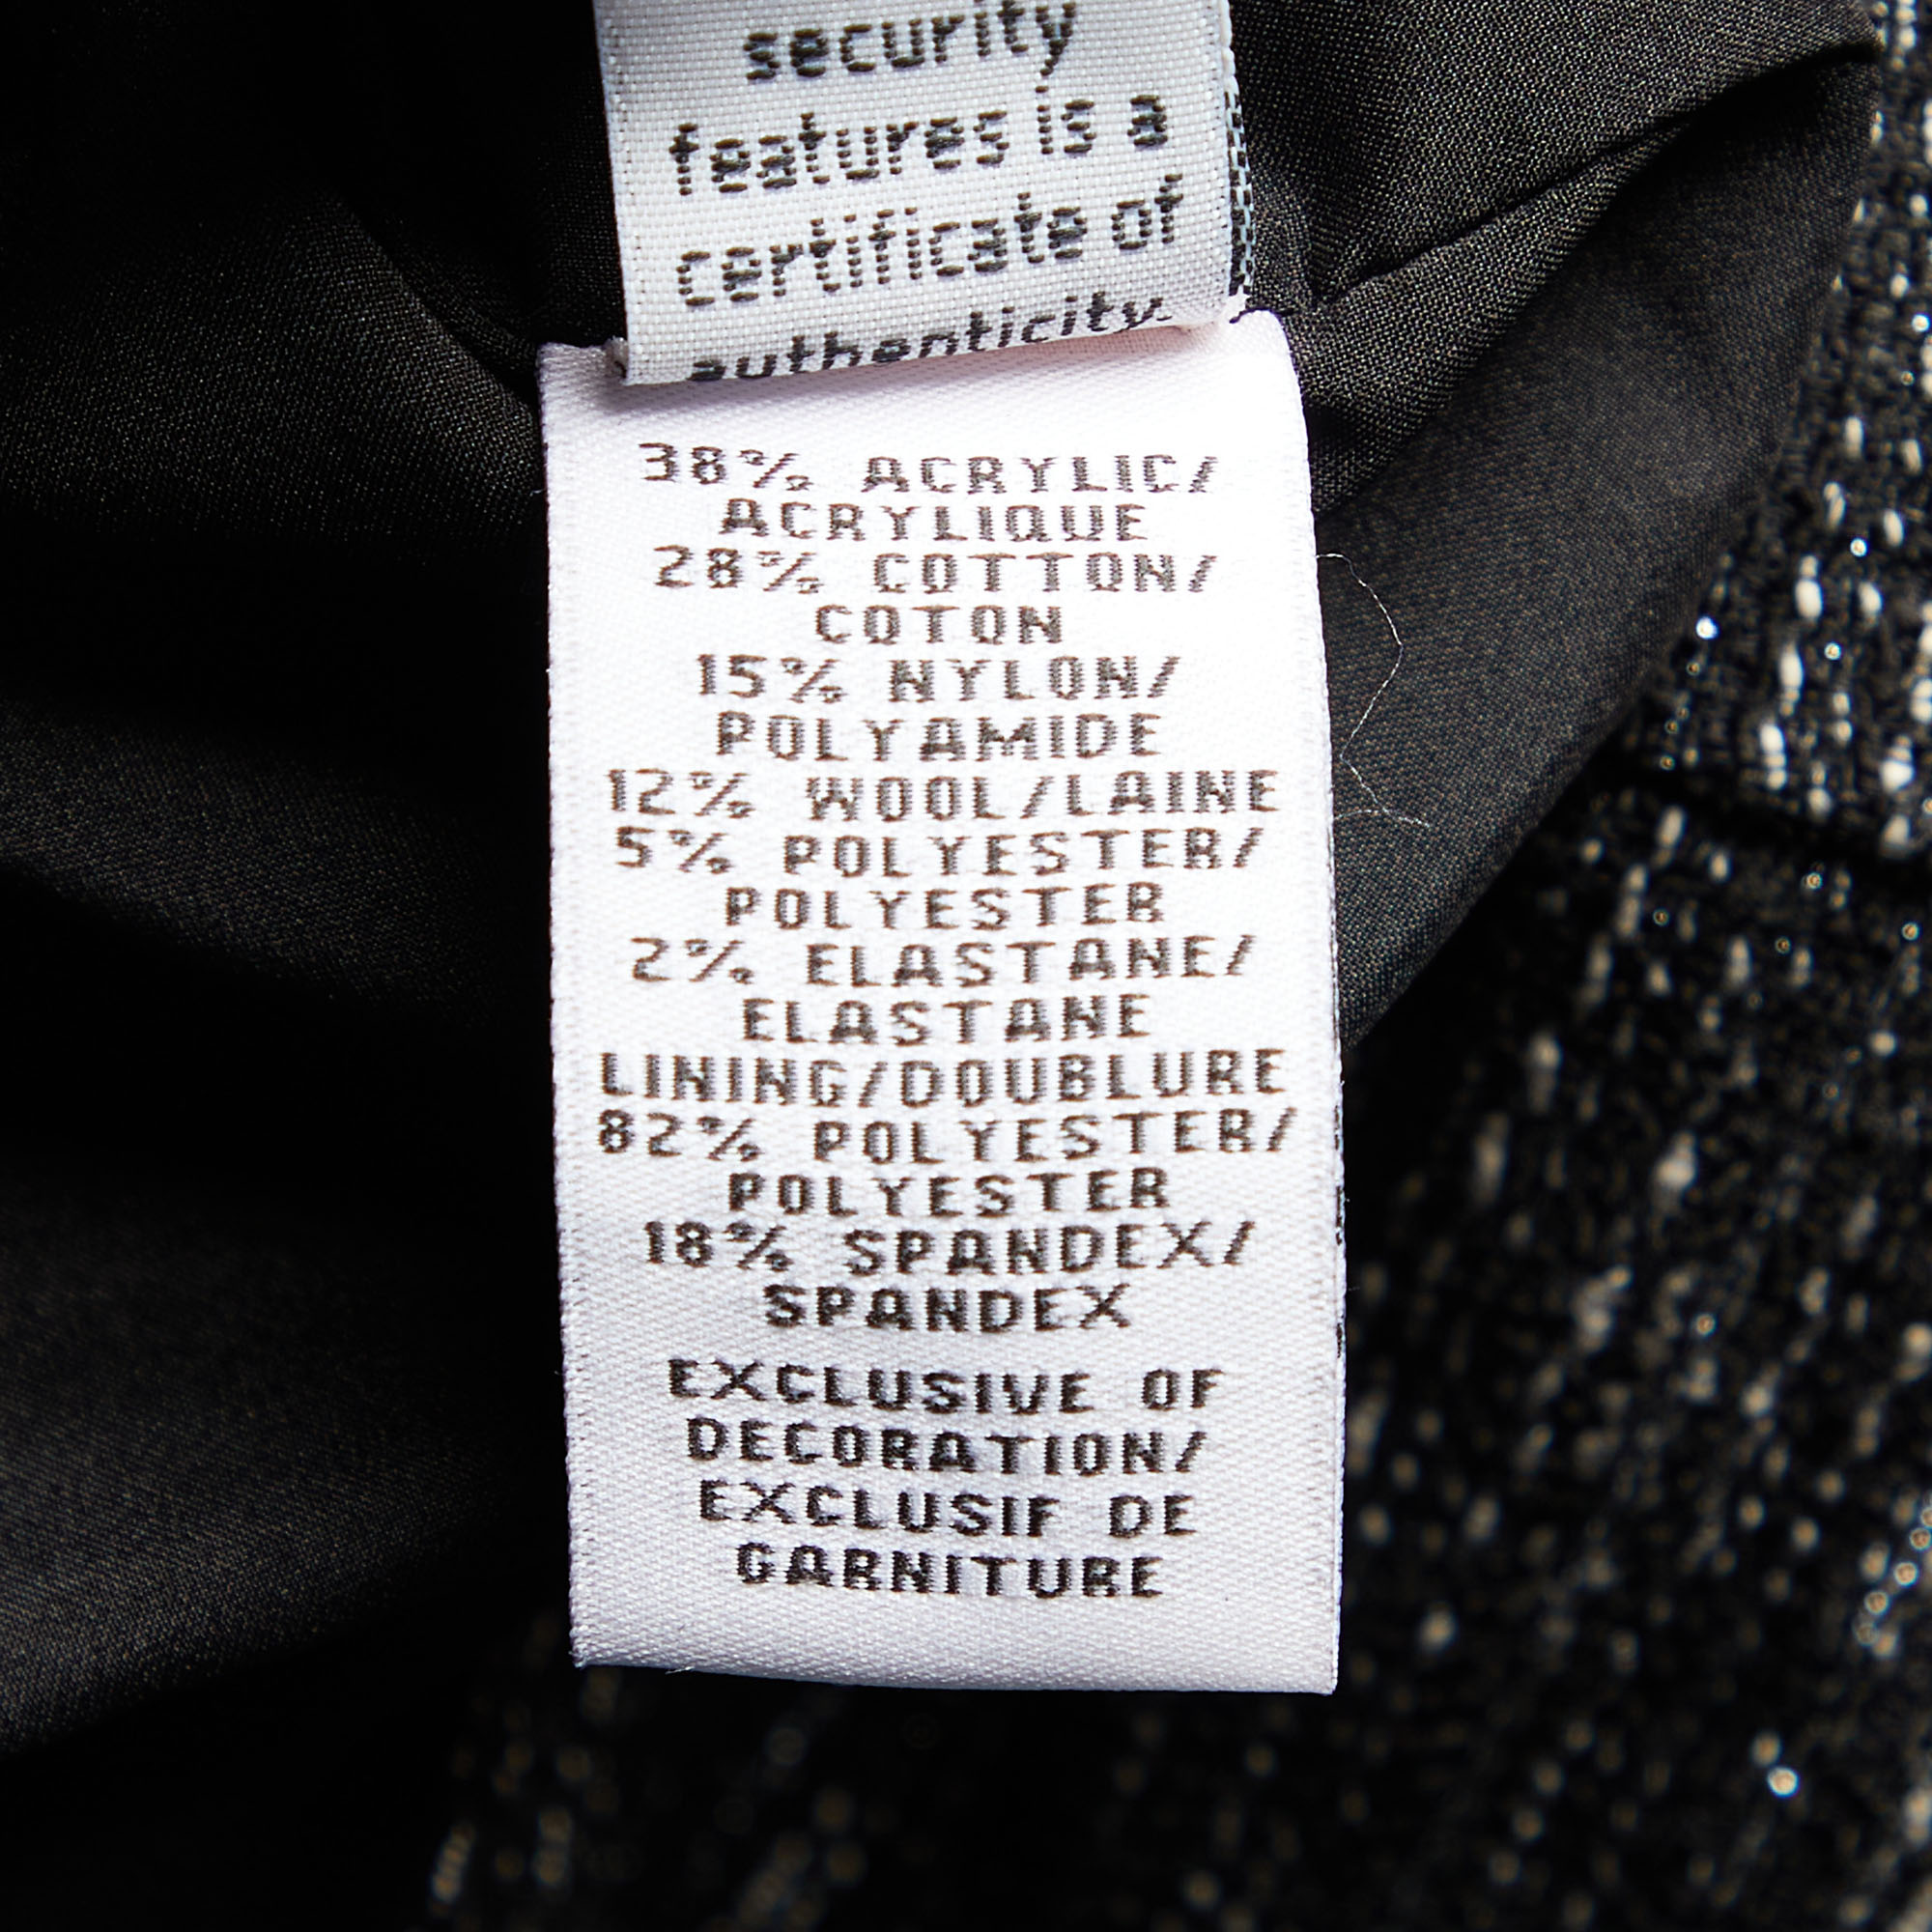 security
features is a
certificate of
authenticity.
38% ACRYLIC/
ACRYLIQUE
28% COTTON/
COTON
15% NYLON/
POLYAMIDE
12% WOOL/LAINE
5% POLYESTER/
POLYESTER
2% ELASTANE/
ELASTANE
LINING/DOUBLURE
82% POLYESTER/
POLYESTER
18% SPANDEX/
SPANDEX
EXCLUSIVE OF
DECORATION/
EXCLUSIF DE
GARNITURE